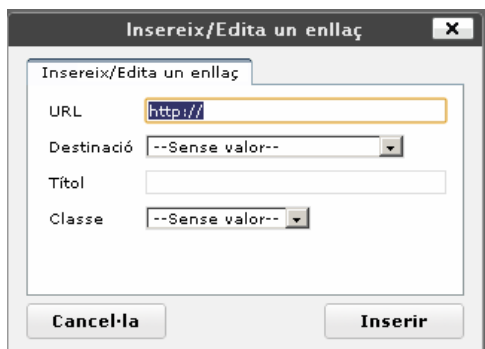 Insereix/Edita un enllaç
Insereix/Edita un enllaç
URL http://
Destinació --Sense valor--
Títol
Classe --Sense valor--
Cancel·la Inserir